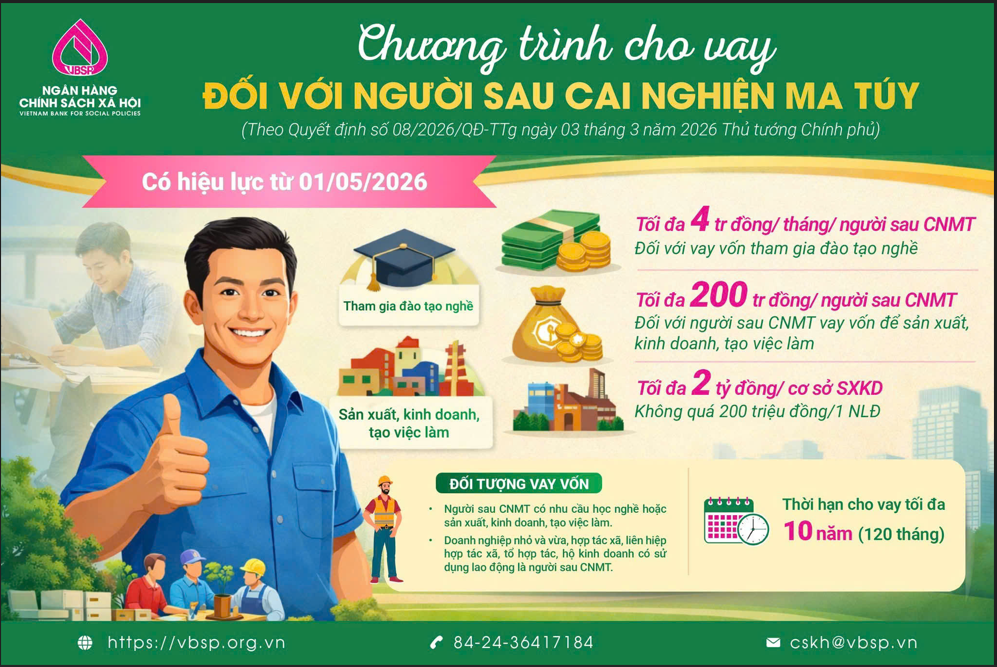 VBSP
NGÂN HÀNG
CHÍNH SÁCH XÃ HỘI
VIETNAM BANK FOR SOCIAL POLICIES
Chương trình cho vay
ĐỐI VỚI NGƯỜI SAU CAI NGHIỆN MA TÚY
(Theo Quyết định số 08/2026/QĐ-TTg ngày 03 tháng 3 năm 2026 Thủ tướng Chính phủ)
Có hiệu lực từ 01/05/2026
Tham gia đào tạo nghề
Sản xuất, kinh doanh,
tạo việc làm
Tối đa 4 tr đồng/ tháng/ người sau CNMT
Đối với vay vốn tham gia đào tạo nghề
Tối đa 200 tr đồng/ người sau CNMT
Đối với người sau CNMT vay vốn để sản xuất,
kinh doanh, tạo việc làm
Tối đa 2 tỷ đồng/ cơ sở SXKD
Không quá 200 triệu đồng/1 NLĐ
ĐỐI TƯỢNG VAY VỐN
• Người sau CNMT có nhu cầu học nghề hoặc
sản xuất, kinh doanh, tạo việc làm.
• Doanh nghiệp nhỏ và vừa, hợp tác xã, liên hiệp
hợp tác xã, tổ hợp tác, hộ kinh doanh có sử
dụng lao động là người sau CNMT.
Thời hạn cho vay tối đa
10 năm (120 tháng)
https://vbsp.org.vn
84-24-36417184
cskh@vbsp.vn